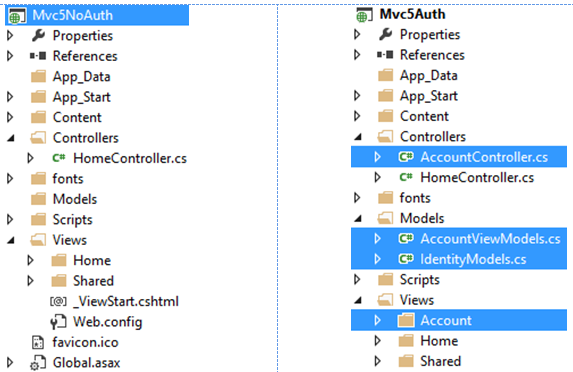 Mvc5NoAuth
Properties
References
App_Data
App_Start
Content
Controllers
C# HomeController.cs
fonts
Models
Scripts
Views
Home
Shared
[@] _ViewStart.cshtml
Web.config
favicon.ico
Global.asax
Mvc5Auth
Properties
References
App_Data
App_Start
Content
Controllers
C# AccountController.cs
C# HomeController.cs
fonts
Models
C# AccountViewModels.cs
C# IdentityModels.cs
Scripts
Views
Account
Home
Shared